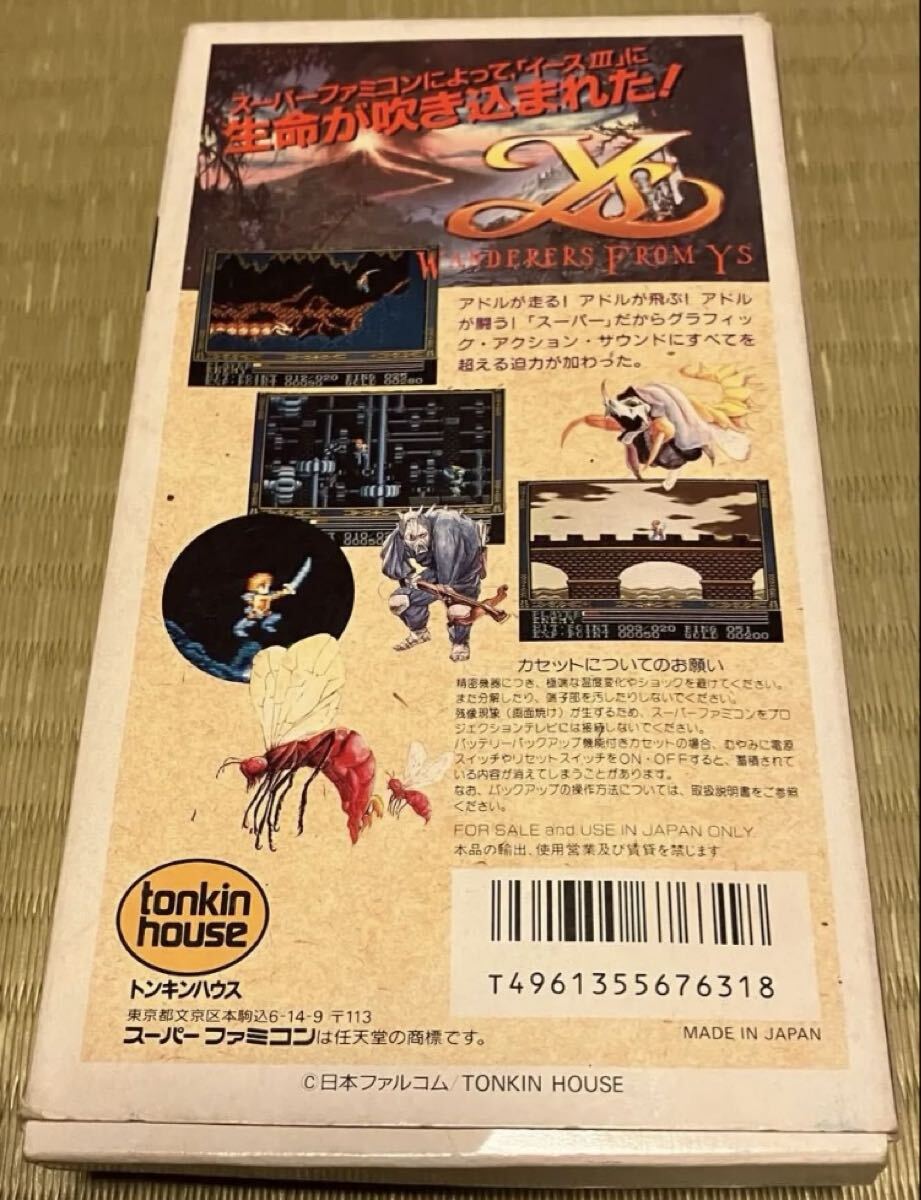 スーパーファミコンによって、「イースⅢ」に
生命が吹き込まれた!
Ys
WANDERERS FROM YS
アドルが走る! アドルが飛ぶ! アドル
が闘う! 「スーパー」だからグラフィッ
ク・アクション・サウンドにすべてを
超える迫力が加わった。
カセットについてのお願い
精密機器につき、極端な温度変化やショックを避けてください。
また分解したり、端子部を汚したりしないでください。
残像現象(画面焼け)が生ずるため、スーパーファミコンをプロ
ジェクションテレビには接続しないでください。
バッテリーバックアップ機能付きカセットの場合、むやみに電源
スイッチやリセットスイッチをON・OFFすると、蓄積されて
いる内容が消えてしまうことがあります。
なお、バックアップの操作方法については、取扱説明書をご参照
ください。
FOR SALE and USE IN JAPAN ONLY.
本品の輸出、使用営業及び賃貸を禁じます
PLAYER
ENEMY
HIT:POINT 003/020 RING 051
EXP:POINT 00050 GOLD 00200
tonkin
house
トンキンハウス
東京都文京区本駒込6-14-9 〒113
スーパーファミコンは任天堂の商標です。
T4961355676318
MADE IN JAPAN
©日本ファルコム/TONKIN HOUSE